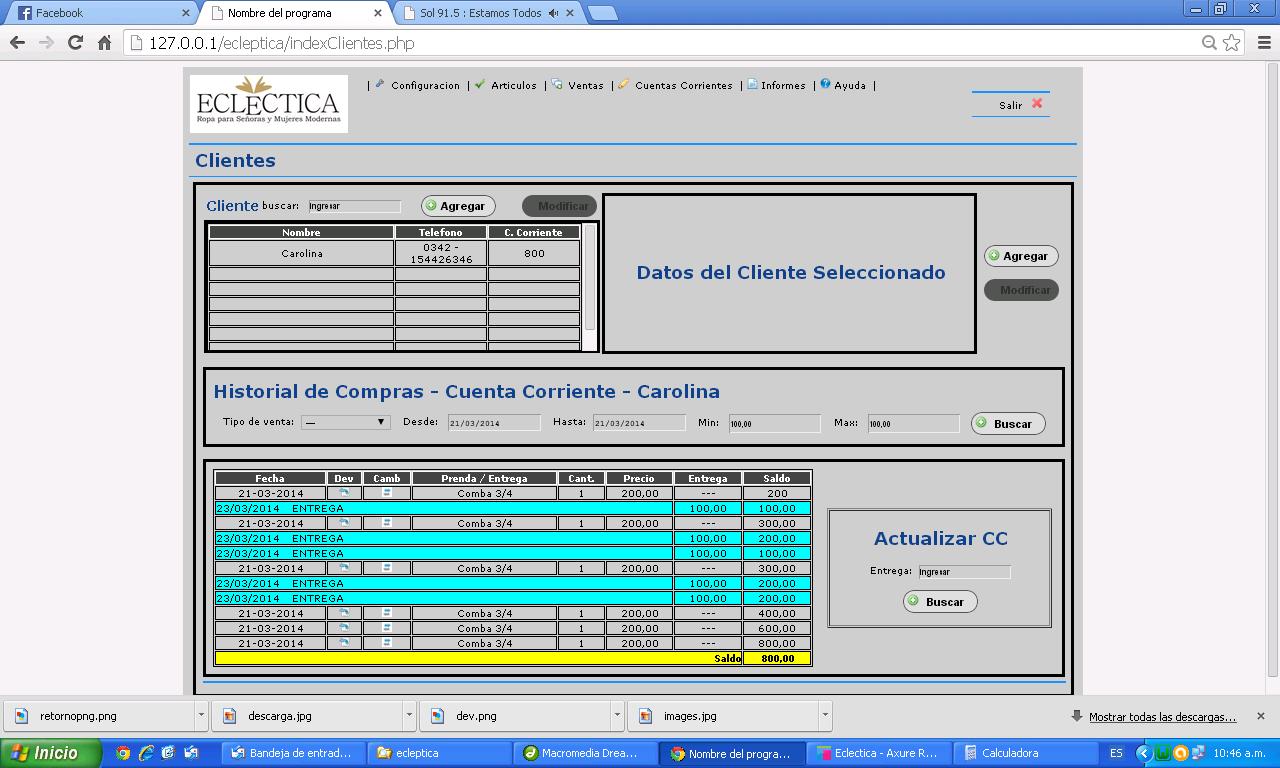 Facebook
Nombre del programa
Sol 91.5 : Estamos Todos
127.0.0.1/ecleptica/indexClientes.php
ECLECTICA
Ropa para Señoras y Mujeres Modernas
| Configuracion | Articulos | Ventas | Cuentas Corrientes | Informes | Ayuda |
Salir
Clientes
Cliente buscar: Ingresar Agregar Modificar
Nombre Telefono C. Corriente
Carolina 0342 - 154426346 800
Datos del Cliente Seleccionado
Agregar
Modificar
Historial de Compras - Cuenta Corriente - Carolina
Tipo de venta: --- Desde: 21/03/2014 Hasta: 21/03/2014 Min: 100,00 Max: 100,00 Buscar
Fecha Dev Camb Prenda / Entrega Cant. Precio Entrega Saldo
21-03-2014 Comba 3/4 1 200,00 --- 200
23/03/2014 ENTREGA 100,00 100,00
21-03-2014 Comba 3/4 1 200,00 --- 300,00
23/03/2014 ENTREGA 100,00 200,00
23/03/2014 ENTREGA 100,00 100,00
21-03-2014 Comba 3/4 1 200,00 --- 300,00
23/03/2014 ENTREGA 100,00 200,00
23/03/2014 ENTREGA 100,00 200,00
21-03-2014 Comba 3/4 1 200,00 --- 400,00
21-03-2014 Comba 3/4 1 200,00 --- 600,00
21-03-2014 Comba 3/4 1 200,00 --- 800,00
Saldo 800,00
Actualizar CC
Entrega: Ingresar
Buscar
retornopng.png
descarga.jpg
dev.png
images.jpg
Mostrar todas las descargas...
Inicio
Bandeja de entrad...
ecleptica
Macromedia Drea...
Nombre del progra...
Eclectica - Axure R...
Calculadora
ES
10:46 a.m.